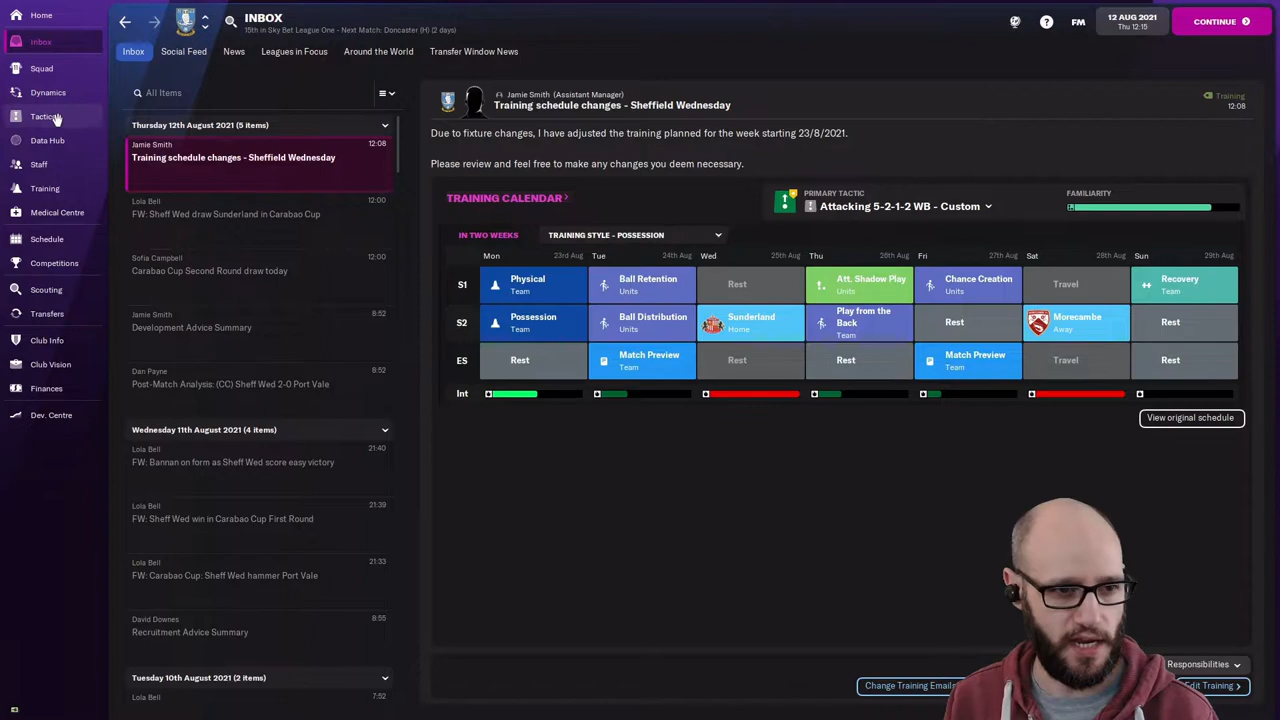 Home
Inbox
Squad
Dynamics
Tactics
Data Hub
Staff
Training
Medical Centre
Schedule
Competitions
Scouting
Transfers
Club Info
Club Vision
Finances
Dev. Centre
INBOX
15th in Sky Bet League One - Next Match: Doncaster (H) (2 days)
FM
12 AUG 2021
Thu 12:15
CONTINUE
Inbox
Social Feed
News
Leagues in Focus
Around the World
Transfer Window News
All Items
Thursday 12th August 2021 (5 items)
Jamie Smith
12:08
Training schedule changes - Sheffield Wednesday
Lola Bell
12:00
FW: Sheff Wed draw Sunderland in Carabao Cup
Sofia Campbell
12:00
Carabao Cup Second Round draw today
Jamie Smith
8:52
Development Advice Summary
Dan Payne
8:52
Post-Match Analysis: (CC) Sheff Wed 2-0 Port Vale
Wednesday 11th August 2021 (4 items)
Lola Bell
21:40
FW: Bannan on form as Sheff Wed score easy victory
Lola Bell
21:39
FW: Sheff Wed win in Carabao Cup First Round
Lola Bell
21:33
FW: Carabao Cup: Sheff Wed hammer Port Vale
David Downes
8:55
Recruitment Advice Summary
Tuesday 10th August 2021 (2 items)
Lola Bell
7:52
Jamie Smith (Assistant Manager)
Training schedule changes - Sheffield Wednesday
Training
12:08
Due to fixture changes, I have adjusted the training planned for the week starting 23/8/2021.
Please review and feel free to make any changes you deem necessary.
TRAINING CALENDAR
PRIMARY TACTIC
Attacking 5-2-1-2 WB - Custom
FAMILIARITY
IN TWO WEEKS
TRAINING STYLE - POSSESSION
Mon 23rd Aug Tue 24th Aug Wed 25th Aug Thu 26th Aug Fri 27th Aug Sat 28th Aug Sun 29th Aug
S1
Physical
Team
Ball Retention
Units
Rest
Att. Shadow Play
Units
Chance Creation
Units
Travel
Recovery
Team
S2
Possession
Team
Ball Distribution
Units
Sunderland
Home
Play from the Back
Team
Rest
Morecambe
Away
Rest
ES
Rest
Match Preview
Team
Rest
Rest
Match Preview
Team
Travel
Rest
Int
View original schedule
Responsibilities
Change Training Email
Edit Training